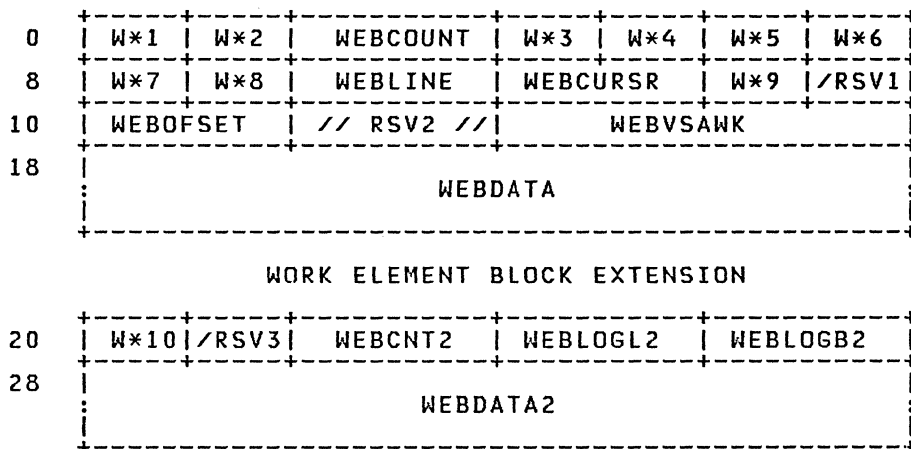 0 | W*1 | W*2 | WEBCOUNT | W*3 | W*4 | W*5 | W*6 |
8 | W*7 | W*8 | WEBLINE | WEBCURSR | W*9 |/RSV1|
10 | WEBOFSET | // RSV2 //| WEBVSAWK |
18
WEBDATA
WORK ELEMENT BLOCK EXTENSION
20 | W*10|/RSV3| WEBCNT2 | WEBLOGL2 | WEBLOGB2 |
28
WEBDATA2